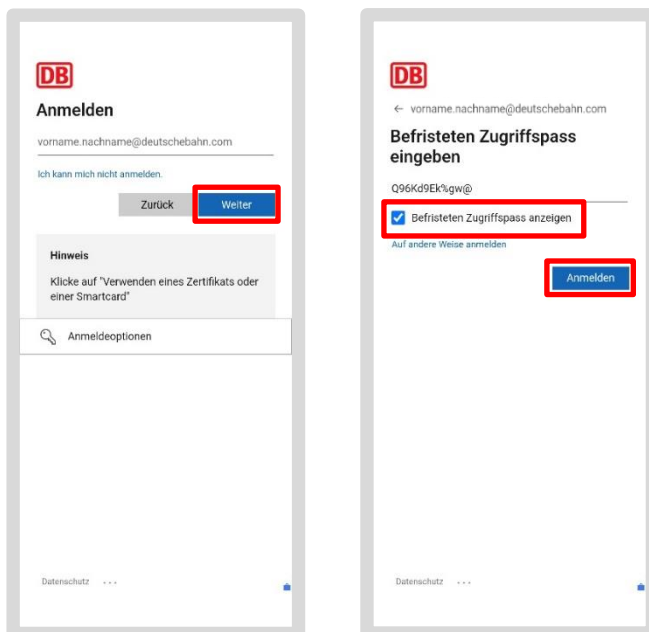 DB
Anmelden
vorname.nachname@deutschebahn.com
Ich kann mich nicht anmelden.
Zurück
Weiter
Hinweis
Klicke auf "Verwenden eines Zertifikats oder
einer Smartcard"
Anmeldeoptionen
Datenschutz ...
DB
← vorname.nachname@deutschebahn.com
Befristeten Zugriffspass
eingeben
Q96Kd9Ek%gw@
Befristeten Zugriffspass anzeigen
Auf andere Weise anmelden
Anmelden
Datenschutz ...